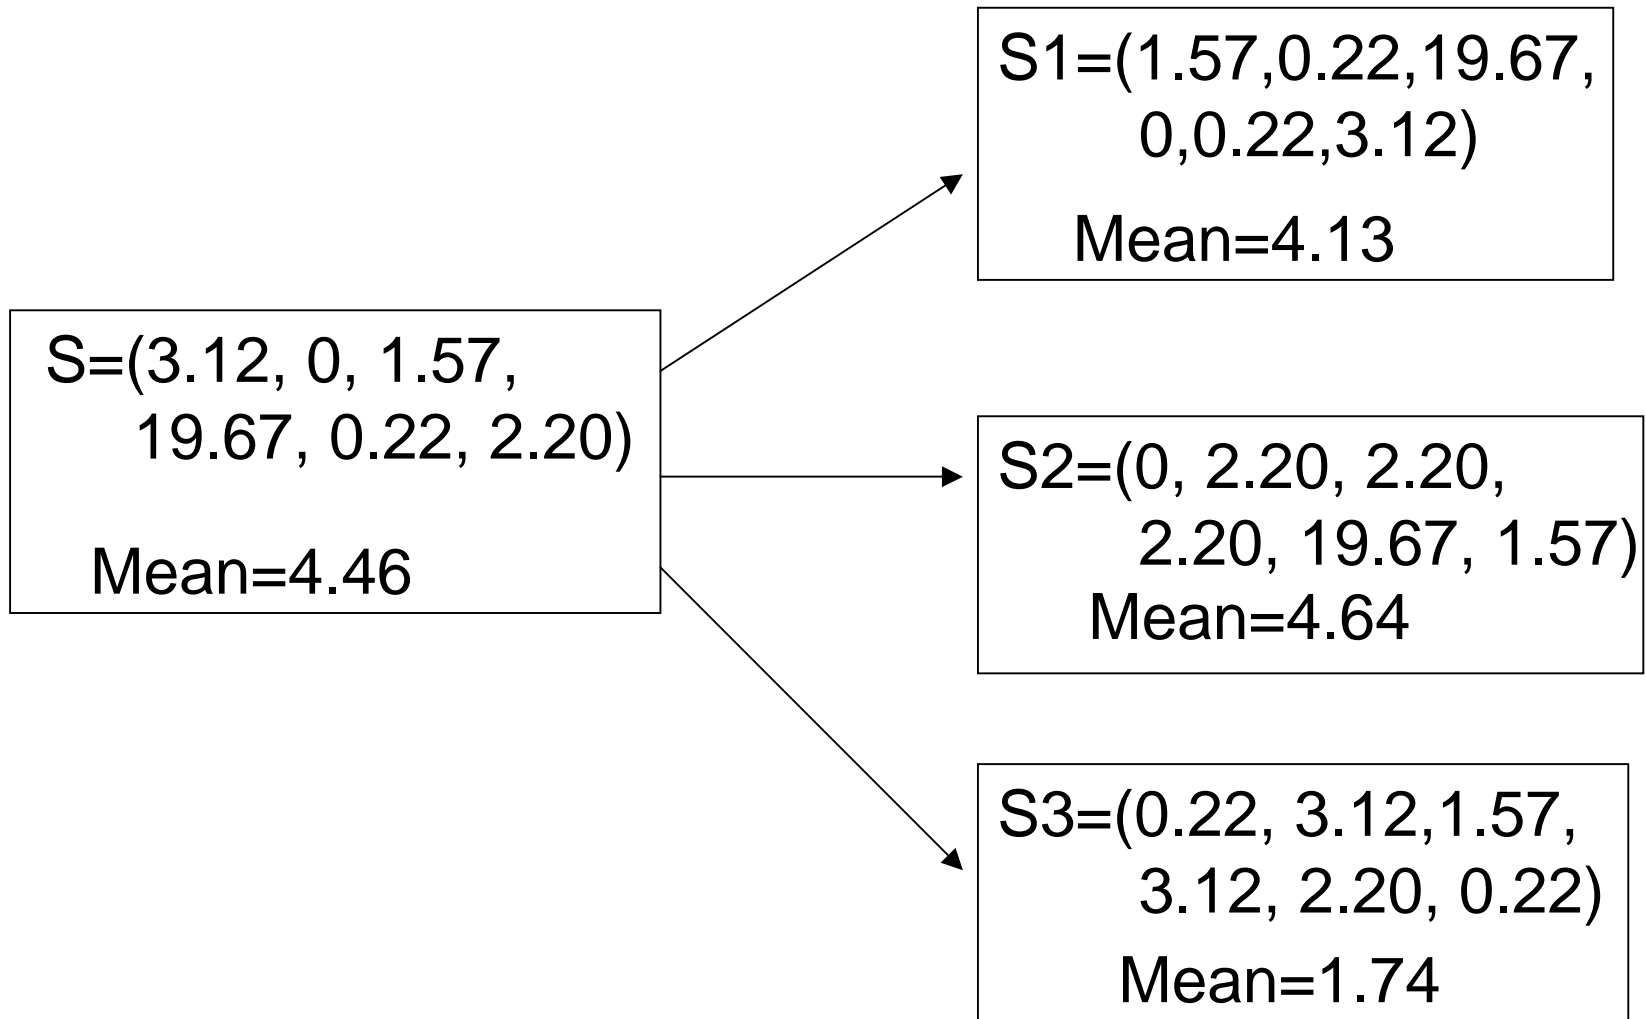 S=(3.12, 0, 1.57,
19.67, 0.22, 2.20)
Mean=4.46
S1=(1.57,0.22,19.67,
0,0.22,3.12)
Mean=4.13
S2=(0, 2.20, 2.20,
2.20, 19.67, 1.57)
Mean=4.64
S3=(0.22, 3.12,1.57,
3.12, 2.20, 0.22)
Mean=1.74